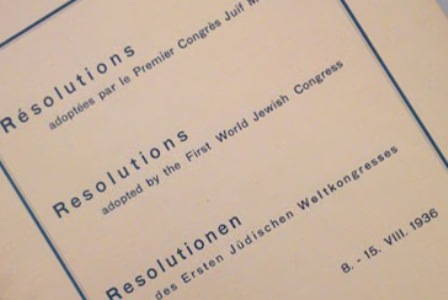 Résolutions
adoptées par le Premier Congrès Juif
Resolutions
adopted by the First World Jewish Congress
Resolutionen
des Ersten Jüdischen Weltkongresses
8. - 15. VIII. 1936